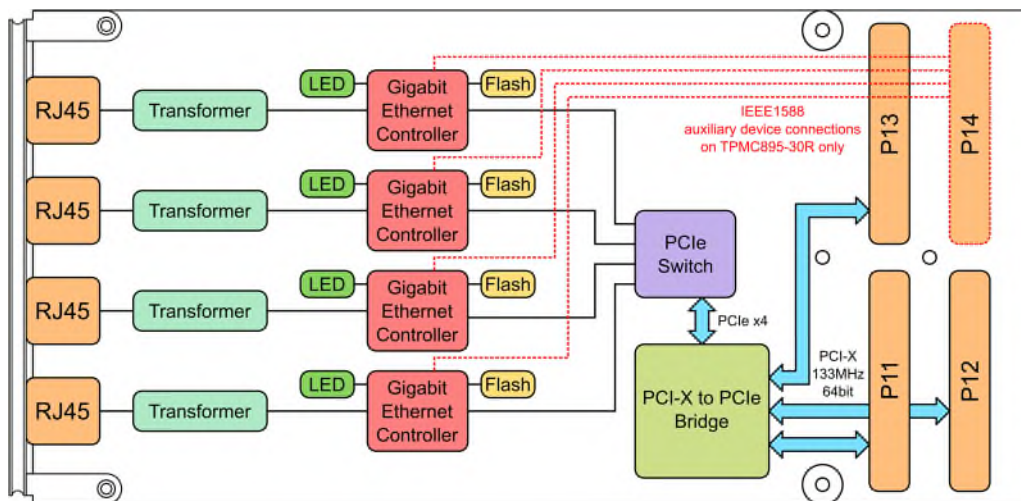 RJ45
Transformer
LED
Gigabit
Ethernet
Controller
Flash
IEEE1588
auxiliary device connections
on TPMC895-30R only
P13
P14
RJ45
Transformer
LED
Gigabit
Ethernet
Controller
Flash
PCIe
Switch
RJ45
Transformer
LED
Gigabit
Ethernet
Controller
Flash
PCIe x4
RJ45
Transformer
LED
Gigabit
Ethernet
Controller
Flash
PCI-X to PCIe
Bridge
PCI-X
133MHz
64bit
P11
P12